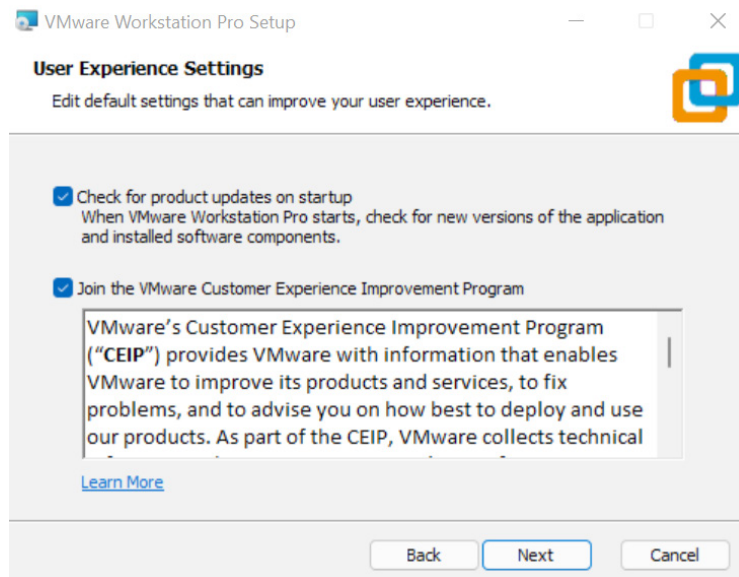 VMware Workstation Pro Setup
User Experience Settings
Edit default settings that can improve your user experience.
Check for product updates on startup
When VMware Workstation Pro starts, check for new versions of the application
and installed software components.
Join the VMware Customer Experience Improvement Program
VMware's Customer Experience Improvement Program
("CEIP") provides VMware with information that enables
VMware to improve its products and services, to fix
problems, and to advise you on how best to deploy and use
our products. As part of the CEIP, VMware collects technical
Learn More
Back
Next
Cancel